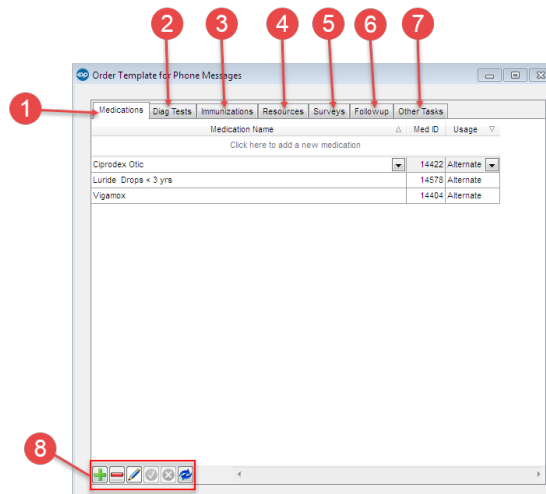 2 3 4 5 6 7
op Order Template for Phone Messages
1
Medications Diag Tests Immunizations Resources Surveys Followup Other Tasks
Medication Name Med ID Usage
Click here to add a new medication
Ciprodex Otic 14422 Alternate
Luride Drops < 3 yrs 14578 Alternate
Vigamox 14404 Alternate
8